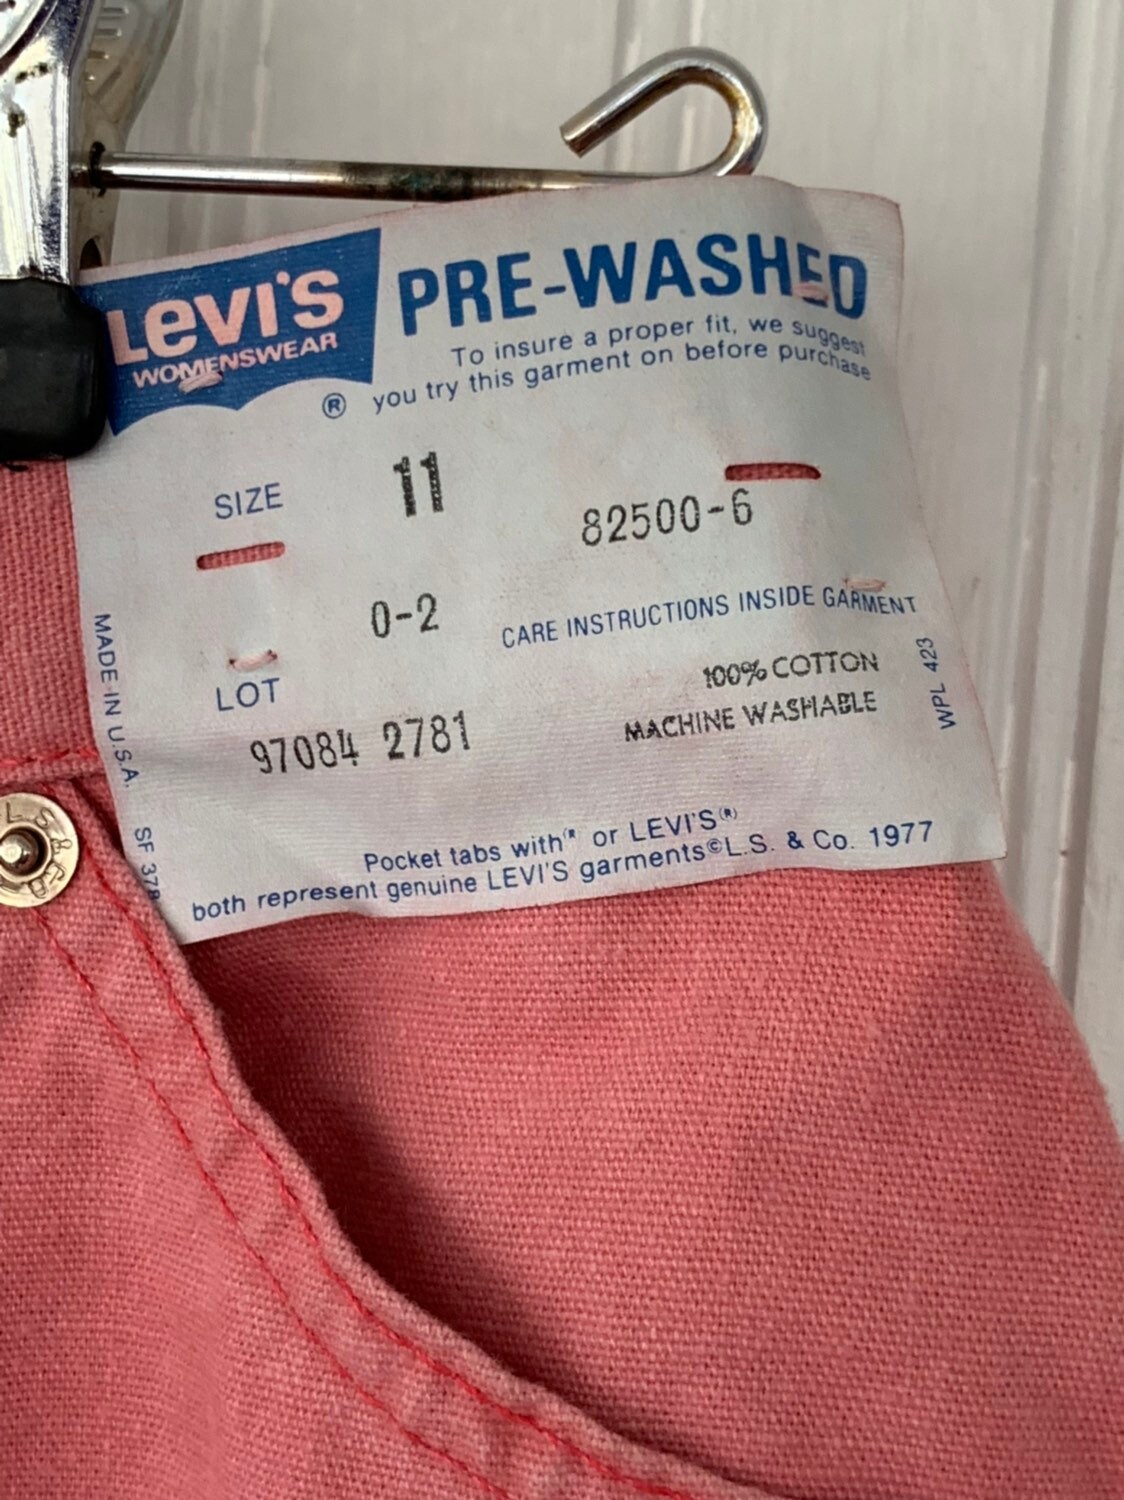 LEVI'S
WOMENSWEAR
®
PRE-WASHED
To insure a proper fit, we suggest
you try this garment on before purchase
SIZE 11
82500-6
0-2
CARE INSTRUCTIONS INSIDE GARMENT
100% COTTON
MACHINE WASHABLE
LOT
97084 2781
MADE IN U.S.A.
SF 378
WPL 423
Pocket tabs with ® or LEVI'S®
both represent genuine LEVI'S garments © L.S. & Co. 1977
L S &